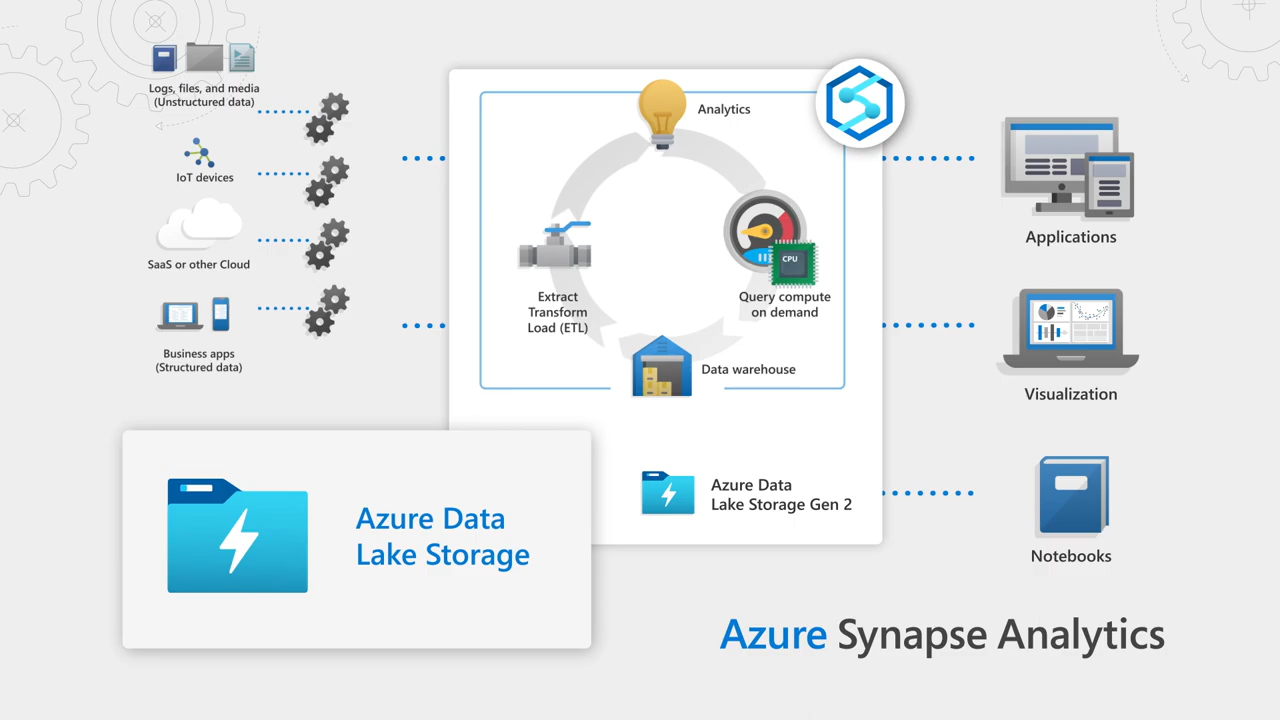 Logs, files, and media
(Unstructured data)
IoT devices
SaaS or other Cloud
Business apps
(Structured data)
Analytics
CPU
Query compute
on demand
Extract
Transform
Load (ETL)
Data warehouse
Azure Data
Lake Storage Gen 2
Azure Data
Lake Storage
Applications
Visualization
Notebooks
Azure Synapse Analytics